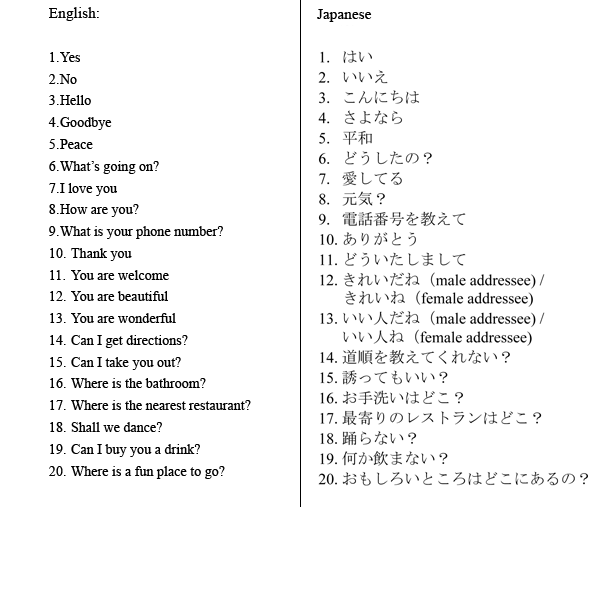 English:
1.Yes
2.No
3.Hello
4.Goodbye
5.Peace
6.What's going on?
7.I love you
8.How are you?
9.What is your phone number?
10. Thank you
11. You are welcome
12. You are beautiful
13. You are wonderful
14. Can I get directions?
15. Can I take you out?
16. Where is the bathroom?
17. Where is the nearest restaurant?
18. Shall we dance?
19. Can I buy you a drink?
20. Where is a fun place to go?
Japanese
1. はい
2. いいえ
3. こんにちは
4. さよなら
5. 平和
6. どうしたの？
7. 愛してる
8. 元気？
9. 電話番号を教えて
10. ありがとう
11. どういたしまして
12. きれいだね（male addressee) /
きれいね（female addressee)
13. いい人だね（male addressee) /
いい人ね（female addressee)
14. 道順を教えてくれない？
15. 誘ってもいい？
16. お手洗いはどこ？
17. 最寄りのレストランはどこ？
18. 踊らない？
19. 何か飲まない？
20. おもしろいところはどこにあるの？